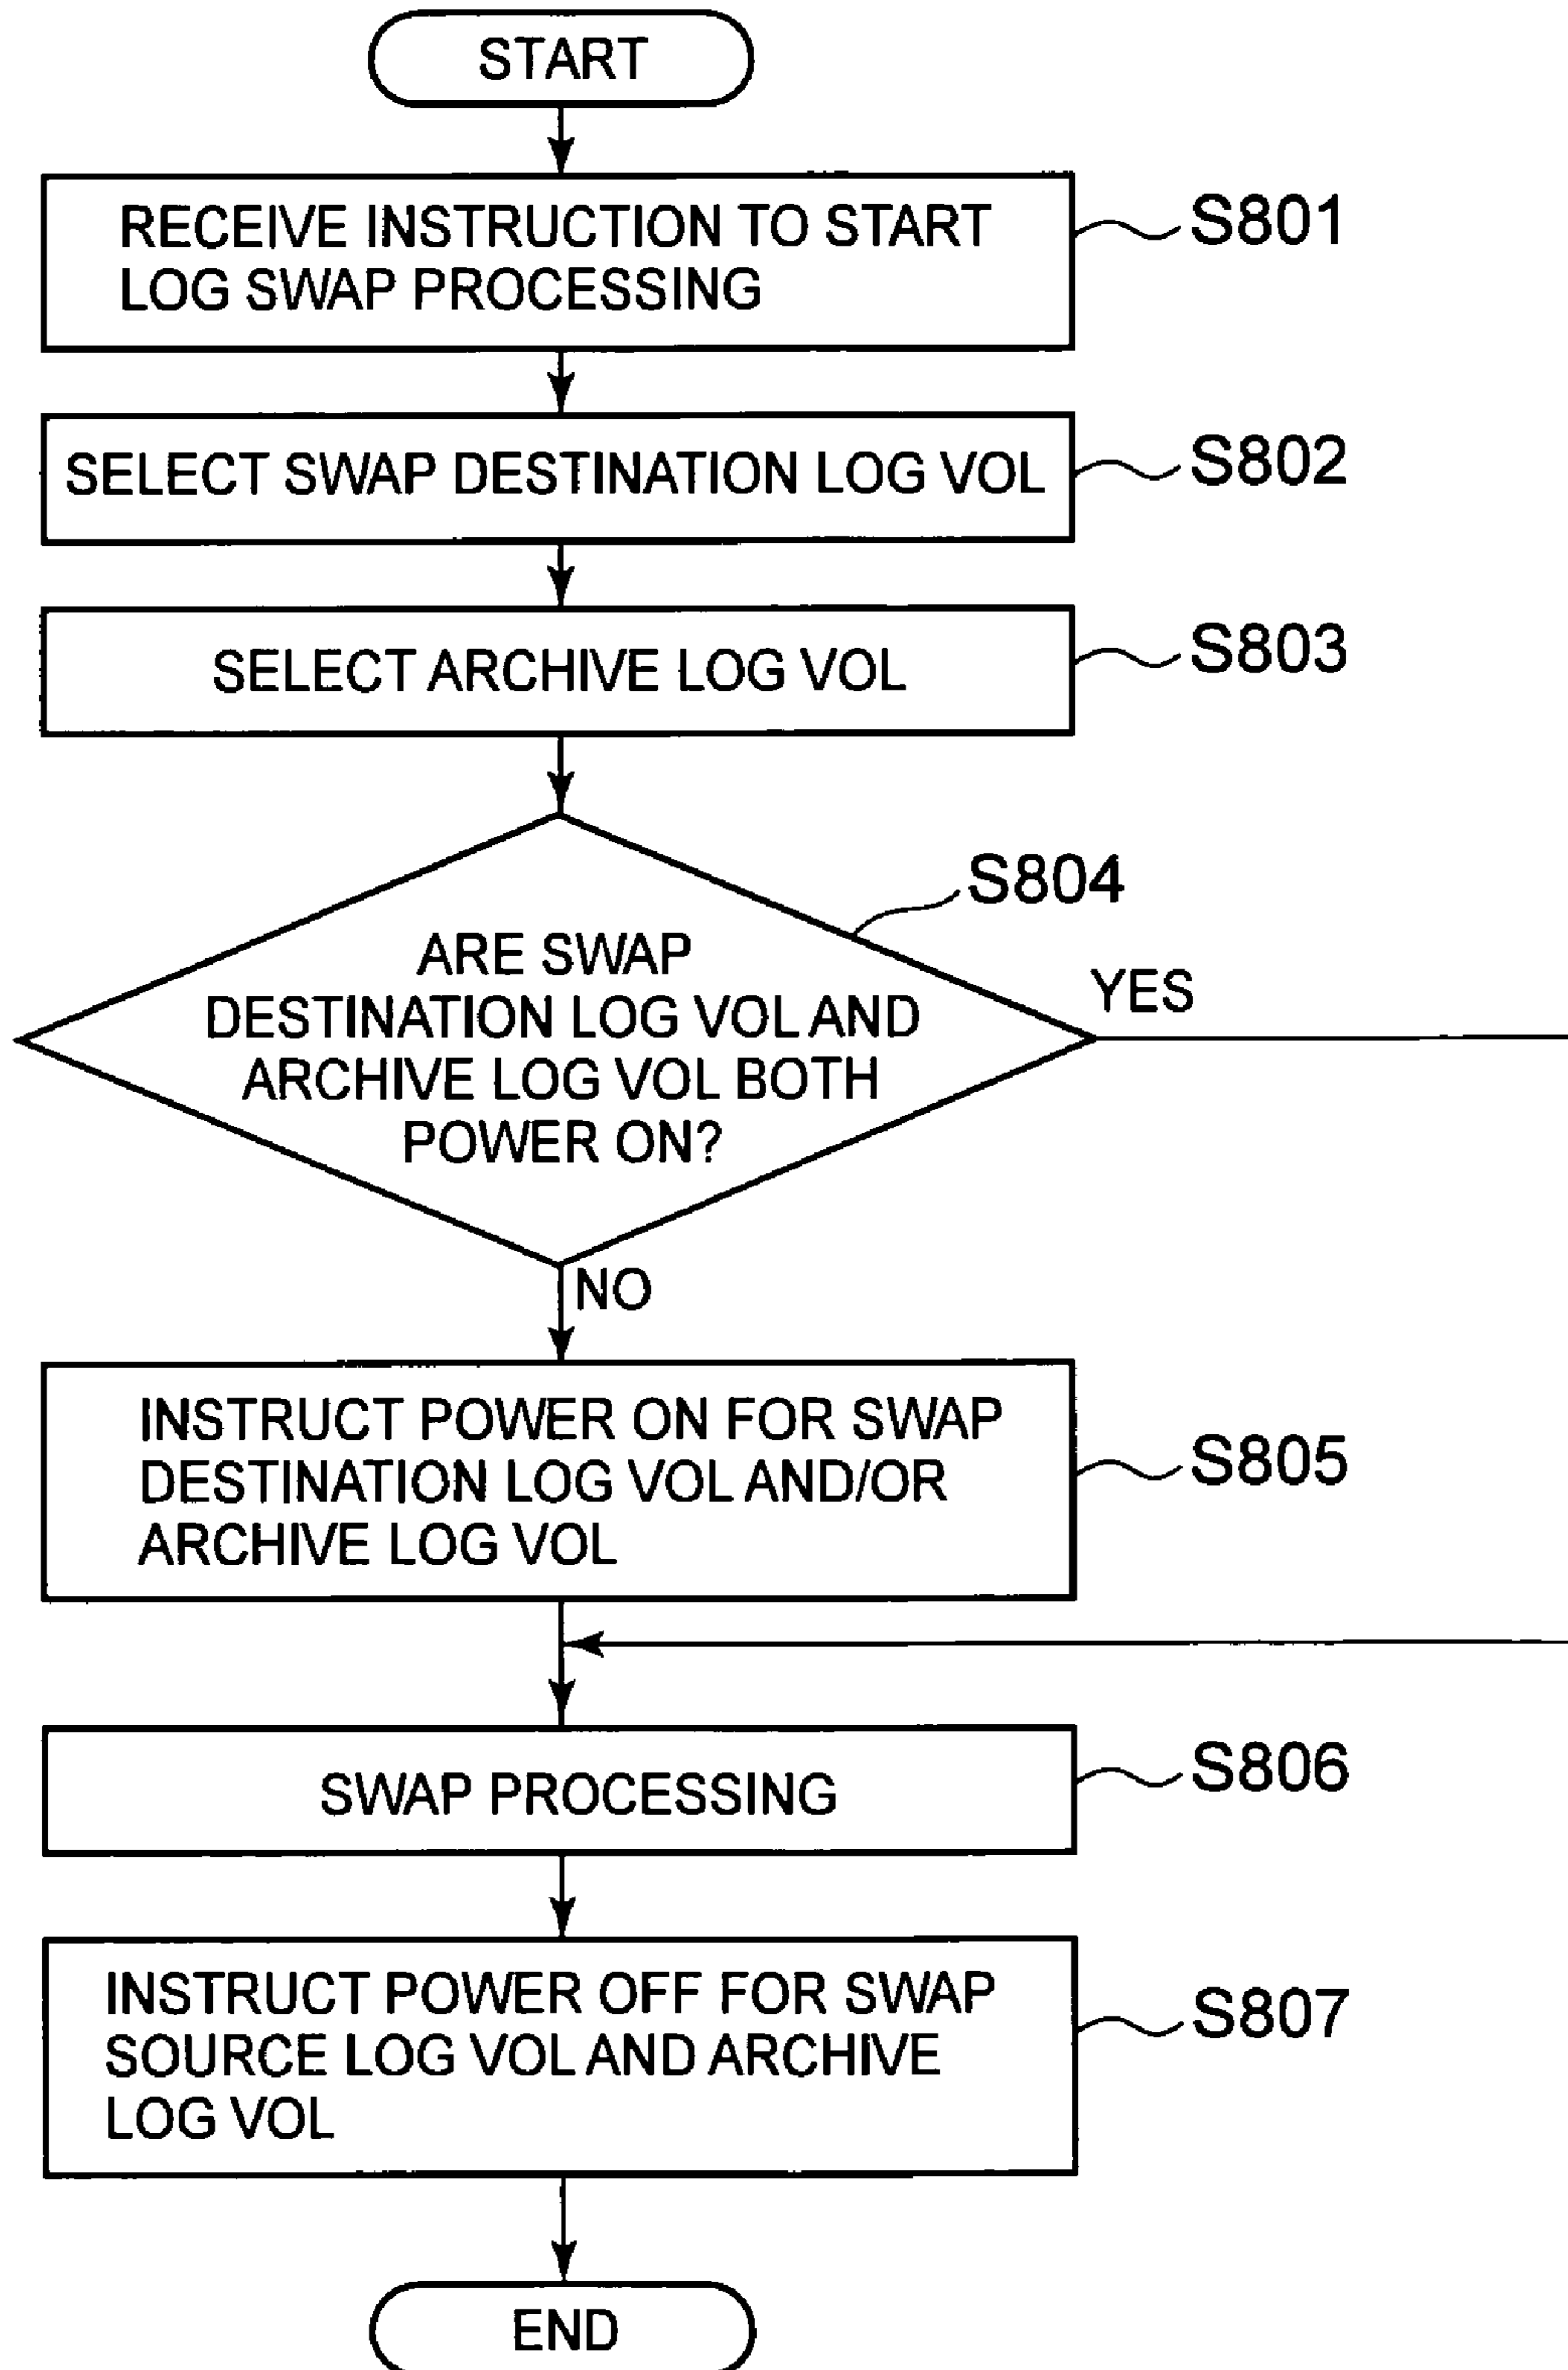 START
RECEIVE INSTRUCTION TO START
LOG SWAP PROCESSING
S801
SELECT SWAP DESTINATION LOG VOL
S802
SELECT ARCHIVE LOG VOL
S803
S804
ARE SWAP
DESTINATION LOG VOL AND
ARCHIVE LOG VOL BOTH
POWER ON?
YES
NO
INSTRUCT POWER ON FOR SWAP
DESTINATION LOG VOL AND/OR
ARCHIVE LOG VOL
S805
SWAP PROCESSING
S806
INSTRUCT POWER OFF FOR SWAP
SOURCE LOG VOL AND ARCHIVE
LOG VOL
S807
END